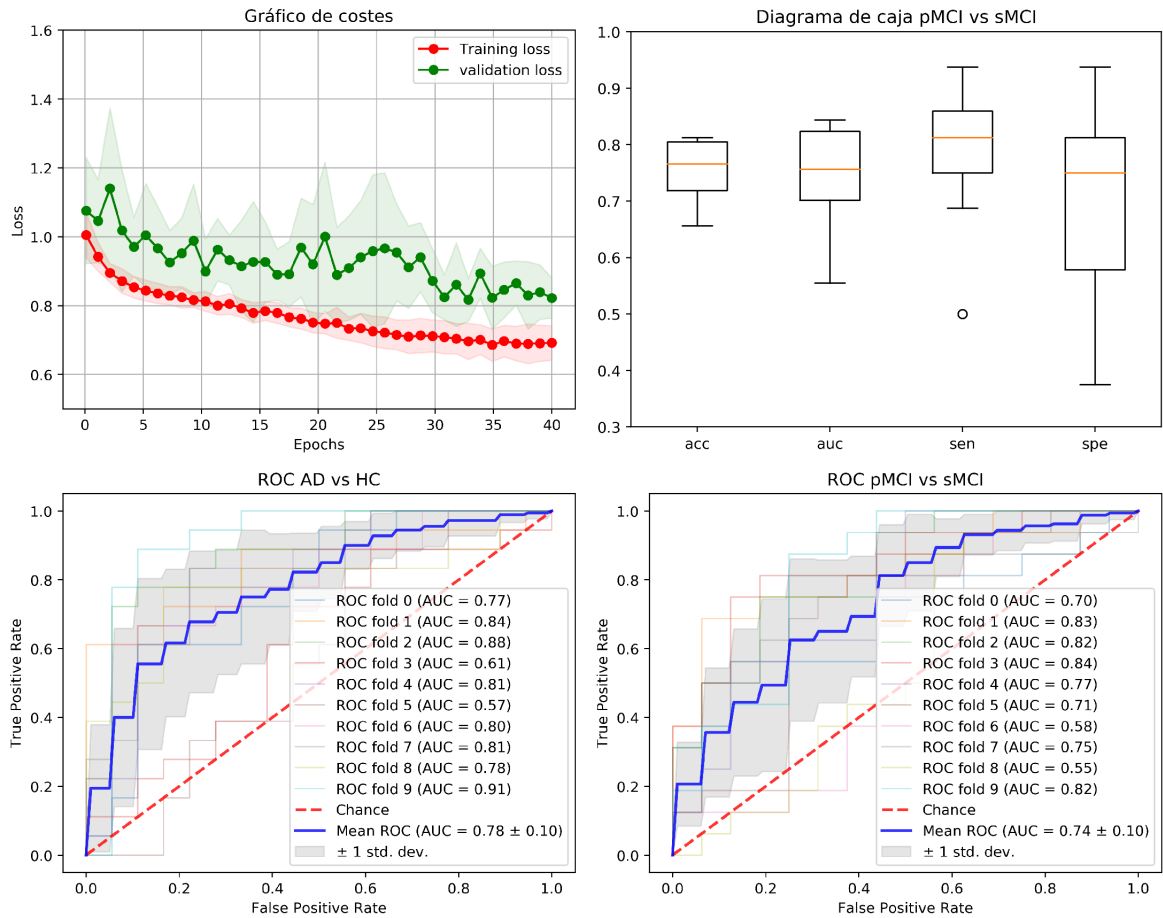 Gráfico de costes
1.6
1.4
1.2
1.0
0.8
0.6
Loss
Training loss
validation loss
0 5 10 15 20 25 30 35 40
Epochs
Diagrama de caja pMCI vs sMCI
1.0
0.9
0.8
0.7
0.6
0.5
0.4
0.3
acc auc sen spe
ROC AD vs HC
1.0
0.8
0.6
0.4
0.2
0.0
True Positive Rate
ROC fold 0 (AUC = 0.77)
ROC fold 1 (AUC = 0.84)
ROC fold 2 (AUC = 0.88)
ROC fold 3 (AUC = 0.61)
ROC fold 4 (AUC = 0.81)
ROC fold 5 (AUC = 0.57)
ROC fold 6 (AUC = 0.80)
ROC fold 7 (AUC = 0.81)
ROC fold 8 (AUC = 0.78)
ROC fold 9 (AUC = 0.91)
Chance
Mean ROC (AUC = 0.78 ± 0.10)
± 1 std. dev.
0.0 0.2 0.4 0.6 0.8 1.0
False Positive Rate
ROC pMCI vs sMCI
1.0
0.8
0.6
0.4
0.2
0.0
True Positive Rate
ROC fold 0 (AUC = 0.70)
ROC fold 1 (AUC = 0.83)
ROC fold 2 (AUC = 0.82)
ROC fold 3 (AUC = 0.84)
ROC fold 4 (AUC = 0.77)
ROC fold 5 (AUC = 0.71)
ROC fold 6 (AUC = 0.58)
ROC fold 7 (AUC = 0.75)
ROC fold 8 (AUC = 0.55)
ROC fold 9 (AUC = 0.82)
Chance
Mean ROC (AUC = 0.74 ± 0.10)
± 1 std. dev.
0.0 0.2 0.4 0.6 0.8 1.0
False Positive Rate